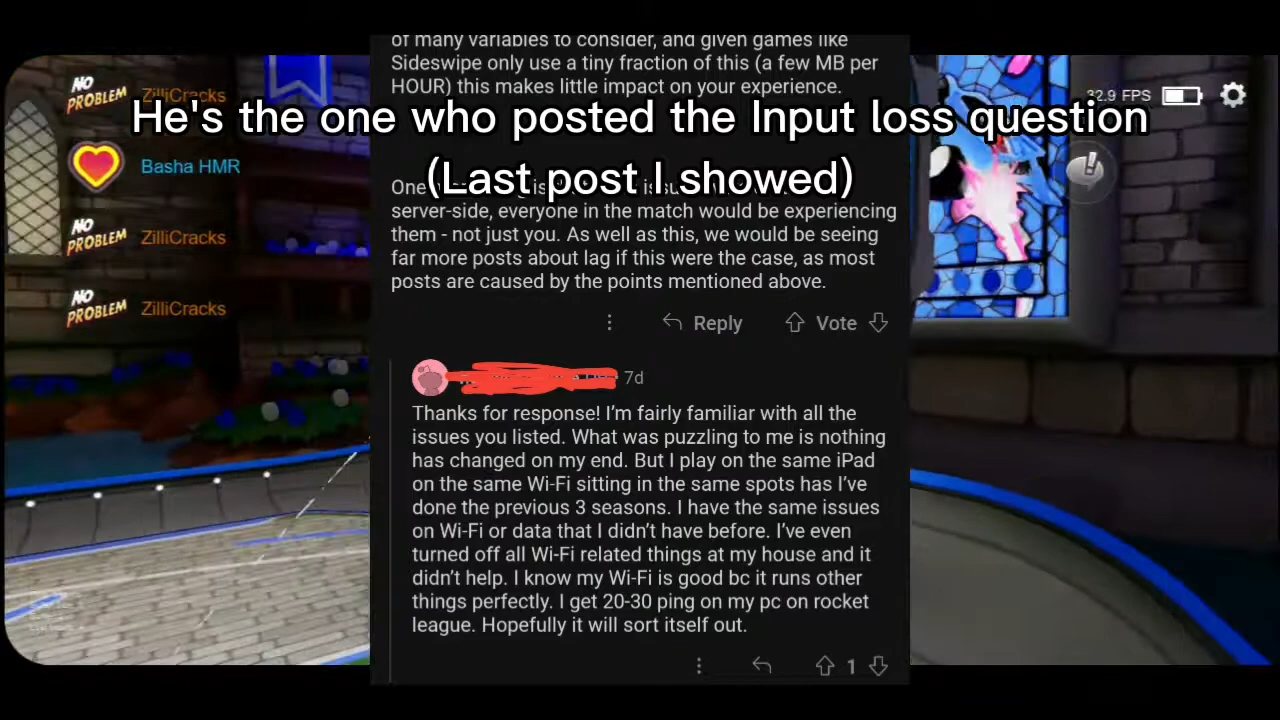 of many variables to consider, and given games like
Sideswipe only use a tiny fraction of this (a few MB per
HOUR) this makes little impact on your experience.
NO PROBLEM ZilliCracks
32.9 FPS
He's the one who posted the Input loss question
Basha HMR
(Last post I showed)
server-side, everyone in the match would be experiencing
them - not just you. As well as this, we would be seeing
NO PROBLEM ZilliCracks
far more posts about lag if this were the case, as most
posts are caused by the points mentioned above.
NO PROBLEM ZilliCracks
Reply Vote
7d
Thanks for response! I'm fairly familiar with all the
issues you listed. What was puzzling to me is nothing
has changed on my end. But I play on the same iPad
on the same Wi-Fi sitting in the same spots has I've
done the previous 3 seasons. I have the same issues
on Wi-Fi or data that I didn't have before. I've even
turned off all Wi-Fi related things at my house and it
didn't help. I know my Wi-Fi is good bc it runs other
things perfectly. I get 20-30 ping on my pc on rocket
league. Hopefully it will sort itself out.
1